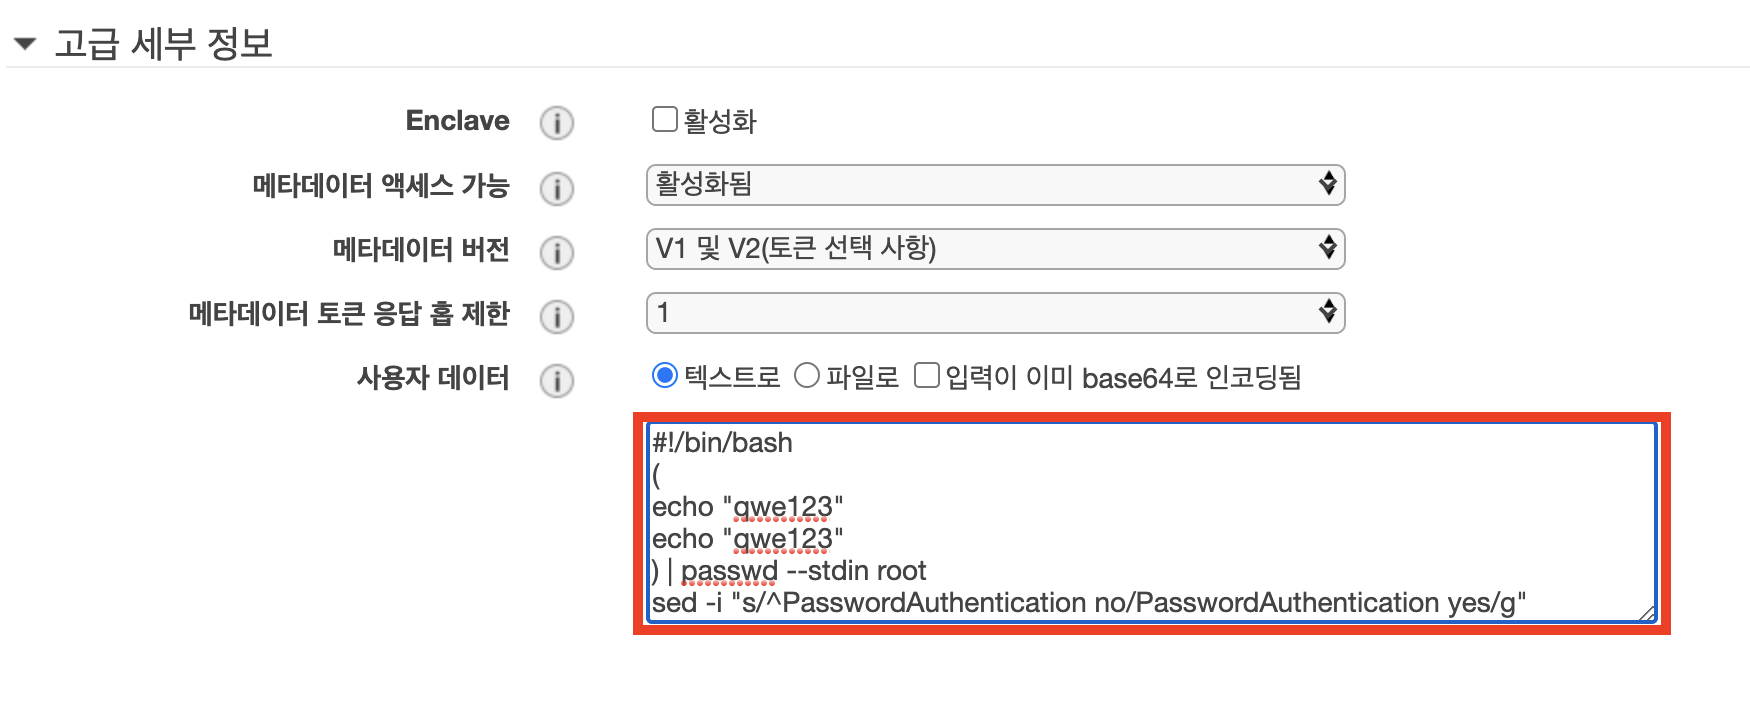 고급 세부 정보
Enclave 활성화
메타데이터 액세스 가능 활성화됨
메타데이터 버전 V1 및 V2(토큰 선택 사항)
메타데이터 토큰 응답 홉 제한 1
사용자 데이터 텍스트로 파일로 입력이 이미 base64로 인코딩됨
#!/bin/bash
(
echo "qwe123"
echo "qwe123"
) | passwd --stdin root
sed -i "s/^PasswordAuthentication no/PasswordAuthentication yes/g"